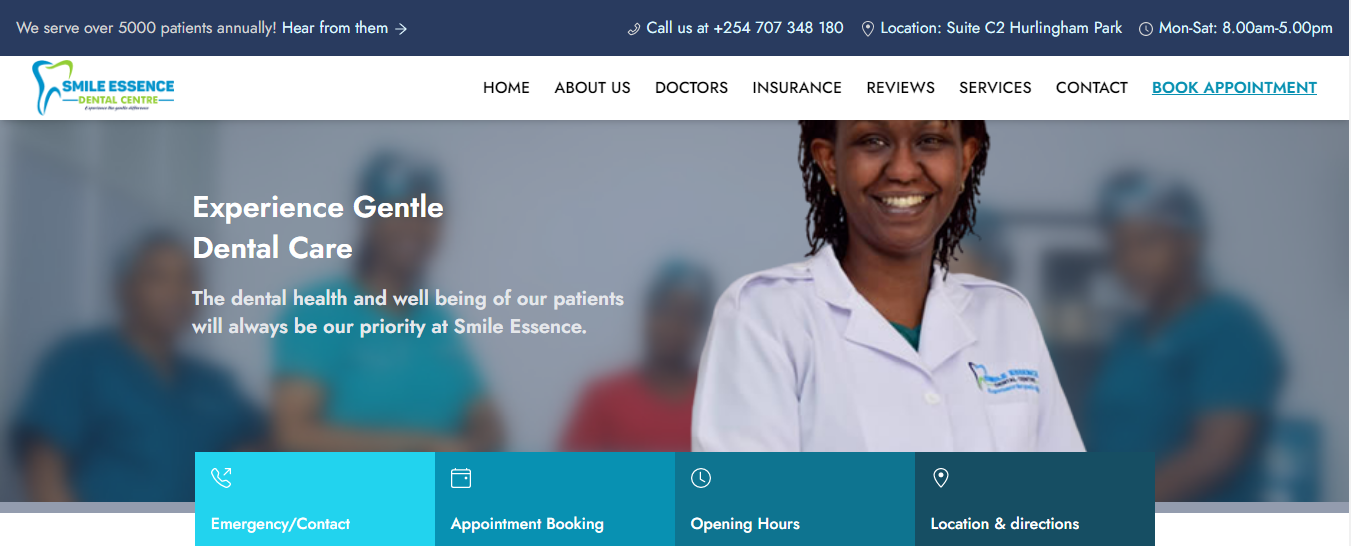 We serve over 5000 patients annually! Hear from them
Call us at +254 707 348 180
Location: Suite C2 Hurlingham Park
Mon-Sat: 8.00am-5.00pm
SMILE ESSENCE
DENTAL CENTRE
Experience the gentle difference
HOME ABOUT US DOCTORS INSURANCE REVIEWS SERVICES CONTACT BOOK APPOINTMENT
Experience Gentle
Dental Care
The dental health and well being of our patients
will always be our priority at Smile Essence.
SMILE ESSENCE
DENTAL CENTRE
Emergency/Contact
Appointment Booking
Opening Hours
Location & directions